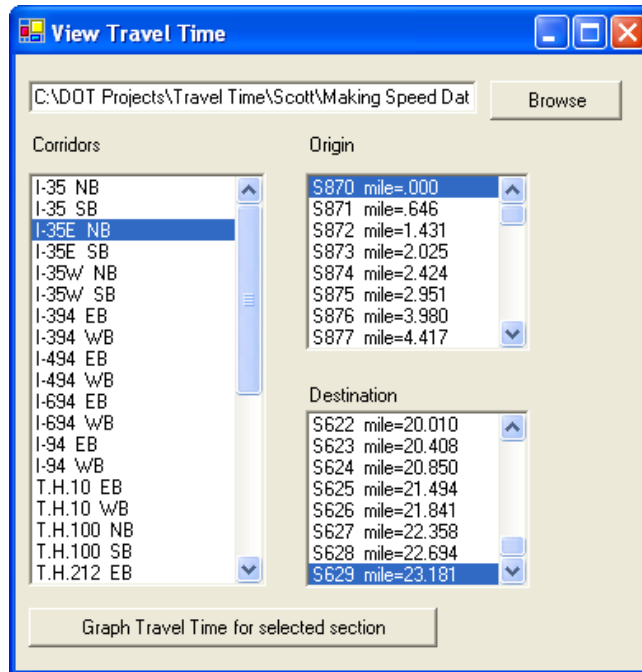 View Travel Time
C:\DOT Projects\Travel Time\Scott\Making Speed Dat
Browse
Corridors
I-35 NB
I-35 SB
I-35E NB
I-35E SB
I-35W NB
I-35W SB
I-394 EB
I-394 WB
I-494 EB
I-494 WB
I-694 EB
I-694 WB
I-94 EB
I-94 WB
T.H.10 EB
T.H.10 WB
T.H.100 NB
T.H.100 SB
T.H.212 EB
Origin
S870 mile=.000
S871 mile=.646
S872 mile=1.431
S873 mile=2.025
S874 mile=2.424
S875 mile=2.951
S876 mile=3.980
S877 mile=4.417
Destination
S622 mile=20.010
S623 mile=20.408
S624 mile=20.850
S625 mile=21.494
S626 mile=21.841
S627 mile=22.358
S628 mile=22.694
S629 mile=23.181
Graph Travel Time for selected section